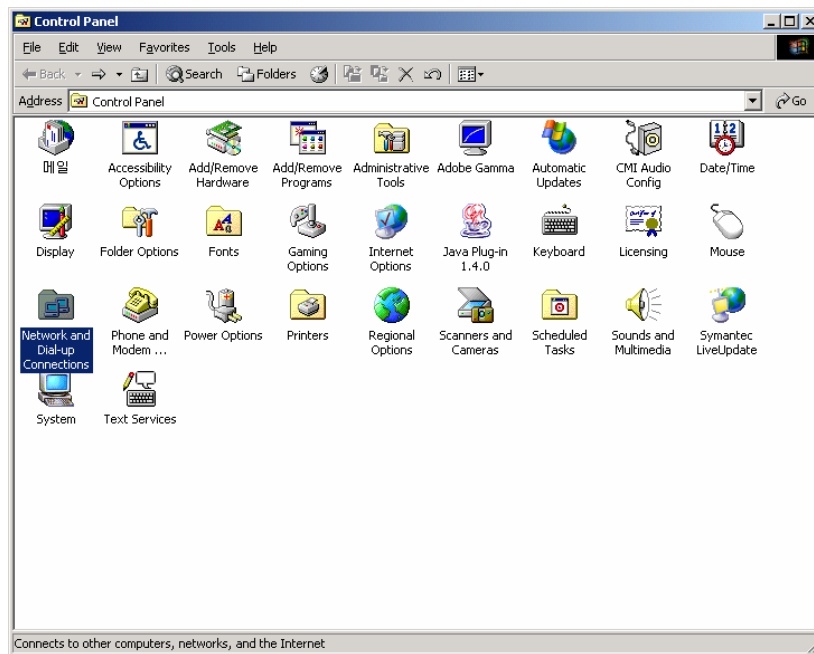 Control Panel
File Edit View Favorites Tools Help
Back Search Folders
Address Control Panel Go
메일 Accessibility Options Add/Remove Hardware Add/Remove Programs Administrative Tools Adobe Gamma Automatic Updates CMI Audio Config Date/Time
Display Folder Options Fonts Gaming Options Internet Options Java Plug-in 1.4.0 Keyboard Licensing Mouse
Network and Dial-up Connections Phone and Modem ... Power Options Printers Regional Options Scanners and Cameras Scheduled Tasks Sounds and Multimedia Symantec LiveUpdate
System Text Services
Connects to other computers, networks, and the Internet